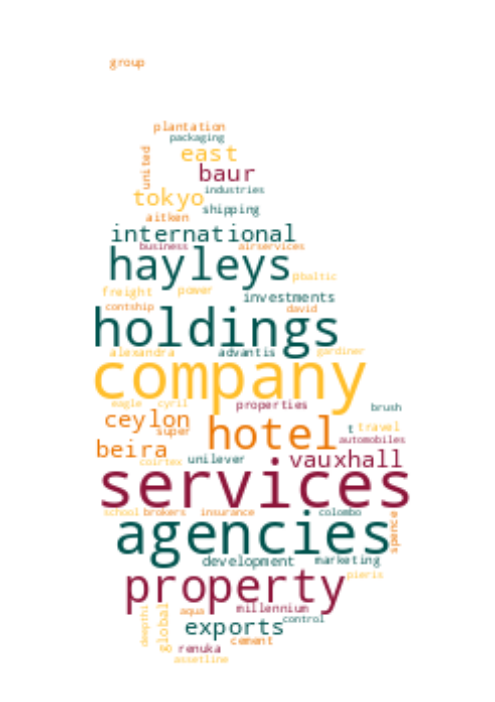 group
plantation
packaging
united
east
baur
industries
tokyo
shipping
aitken
international
business airservices
hayleys
pbaltic
freight power
investments
contship david
holdings
alexandra advantis gardiner
company
eagle cyril properties brush
ceylon
super
hotel
t travel
automobiles
beira
courtex unilever vauxhall
services
school brokers insurance colombo
spence
agencies
development marketing
property
pieris
deepthi
global
aqua millennium
exports control
cement
renuka
assetline